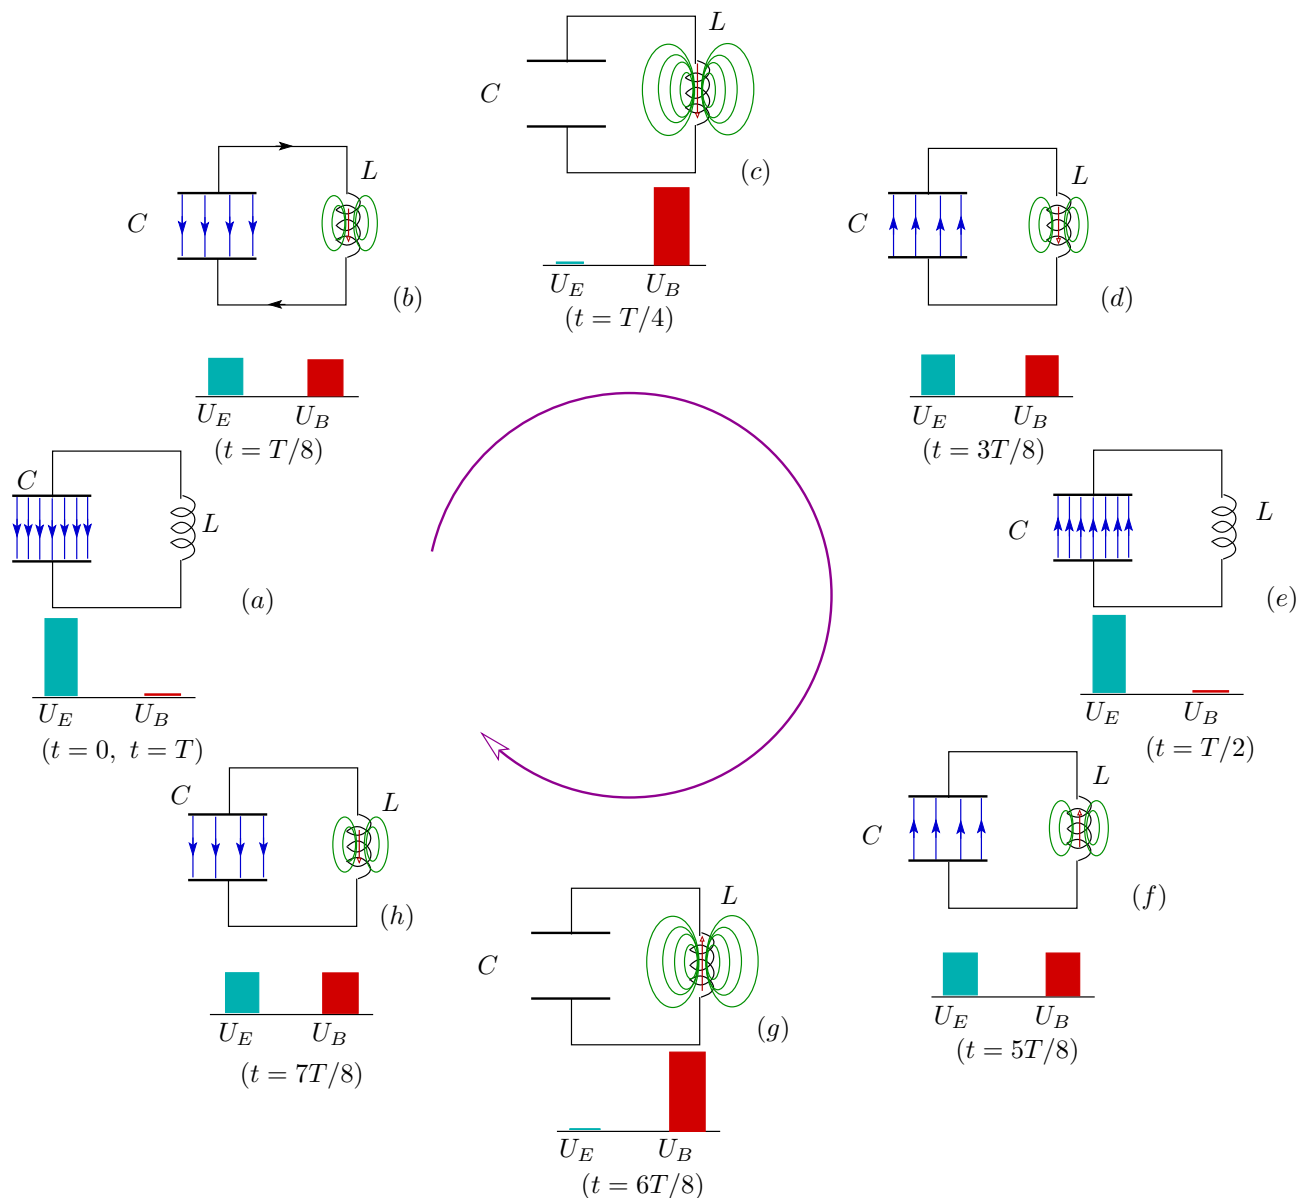 L
C
(c)
U_E U_B
(t = T/4)
L
C
(b)
U_E U_B
(t = T/8)
L
C
(d)
U_E U_B
(t = 3T/8)
C
L
(a)
U_E U_B
(t = 0, t = T)
L
C
(e)
U_E U_B
(t = T/2)
C
L
(h)
U_E U_B
(t = 7T/8)
L
C
(f)
U_E U_B
(t = 5T/8)
L
C
(g)
U_E U_B
(t = 6T/8)